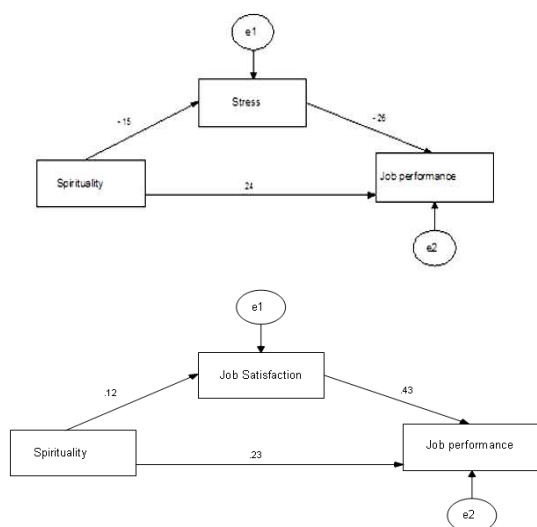 e1
Stress
-.15
-.26
Spirituality
24
Job performance
e2
e1
Job Satisfaction
.12
.43
Spirituality
.23
Job performance
e2